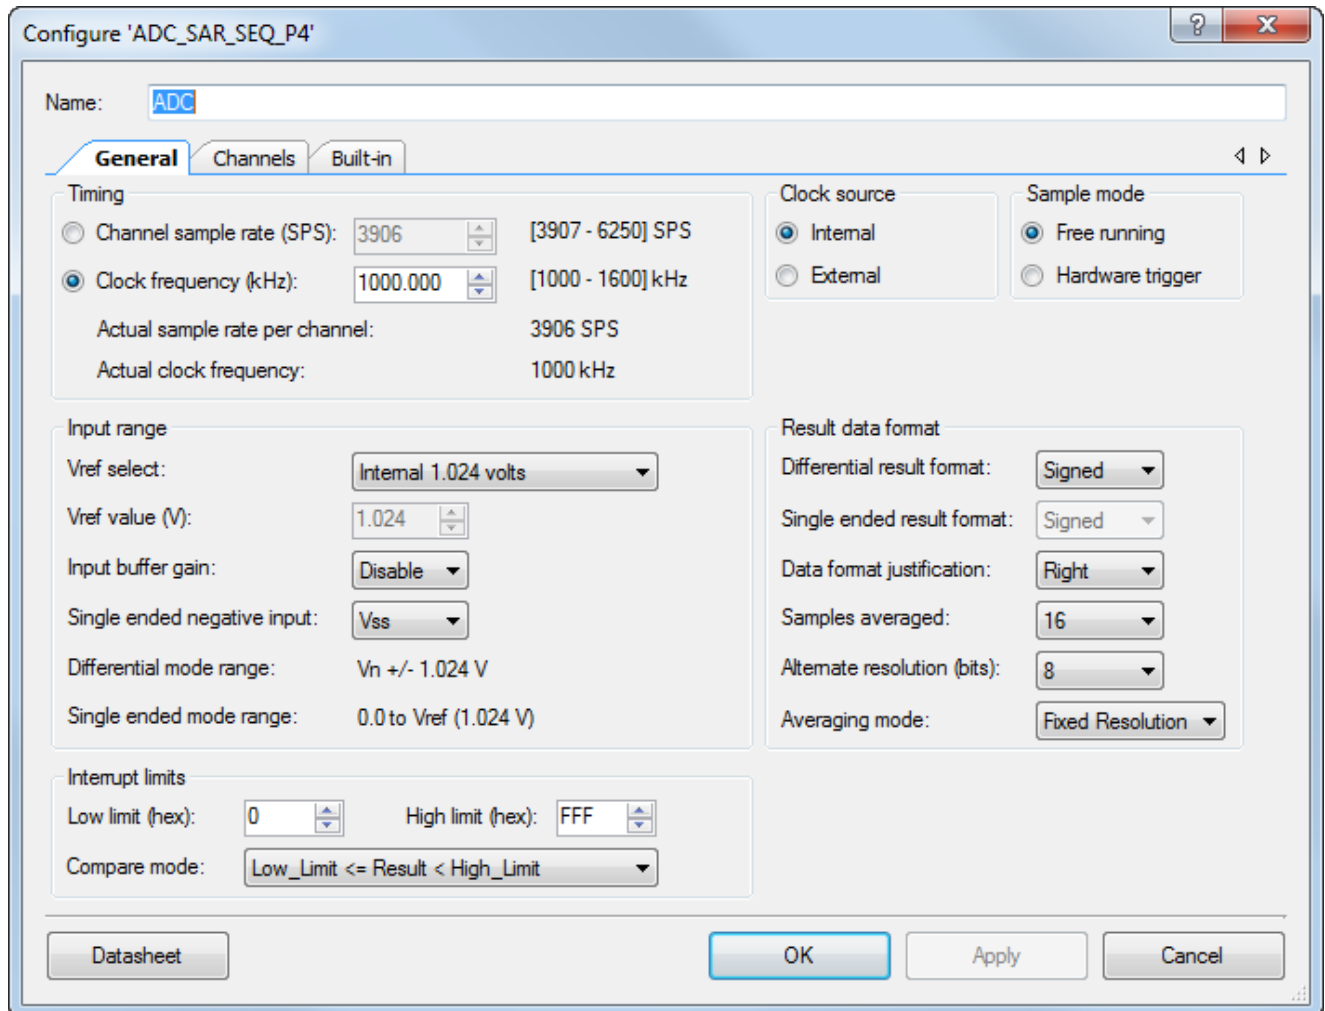 Configure 'ADC_SAR_SEQ_P4'
Name: ADC
General Channels Built-in
Timing
Channel sample rate (SPS): 3906 [3907 - 6250] SPS
Clock frequency (kHz): 1000.000 [1000 - 1600] kHz
Actual sample rate per channel: 3906 SPS
Actual clock frequency: 1000 kHz
Clock source
Internal
External
Sample mode
Free running
Hardware trigger
Input range
Vref select: Internal 1.024 volts
Vref value (V): 1.024
Input buffer gain: Disable
Single ended negative input: Vss
Differential mode range: Vn +/- 1.024 V
Single ended mode range: 0.0 to Vref (1.024 V)
Result data format
Differential result format: Signed
Single ended result format: Signed
Data format justification: Right
Samples averaged: 16
Alternate resolution (bits): 8
Averaging mode: Fixed Resolution
Interrupt limits
Low limit (hex): 0 High limit (hex): FFF
Compare mode: Low_Limit <= Result < High_Limit
Datasheet OK Apply Cancel